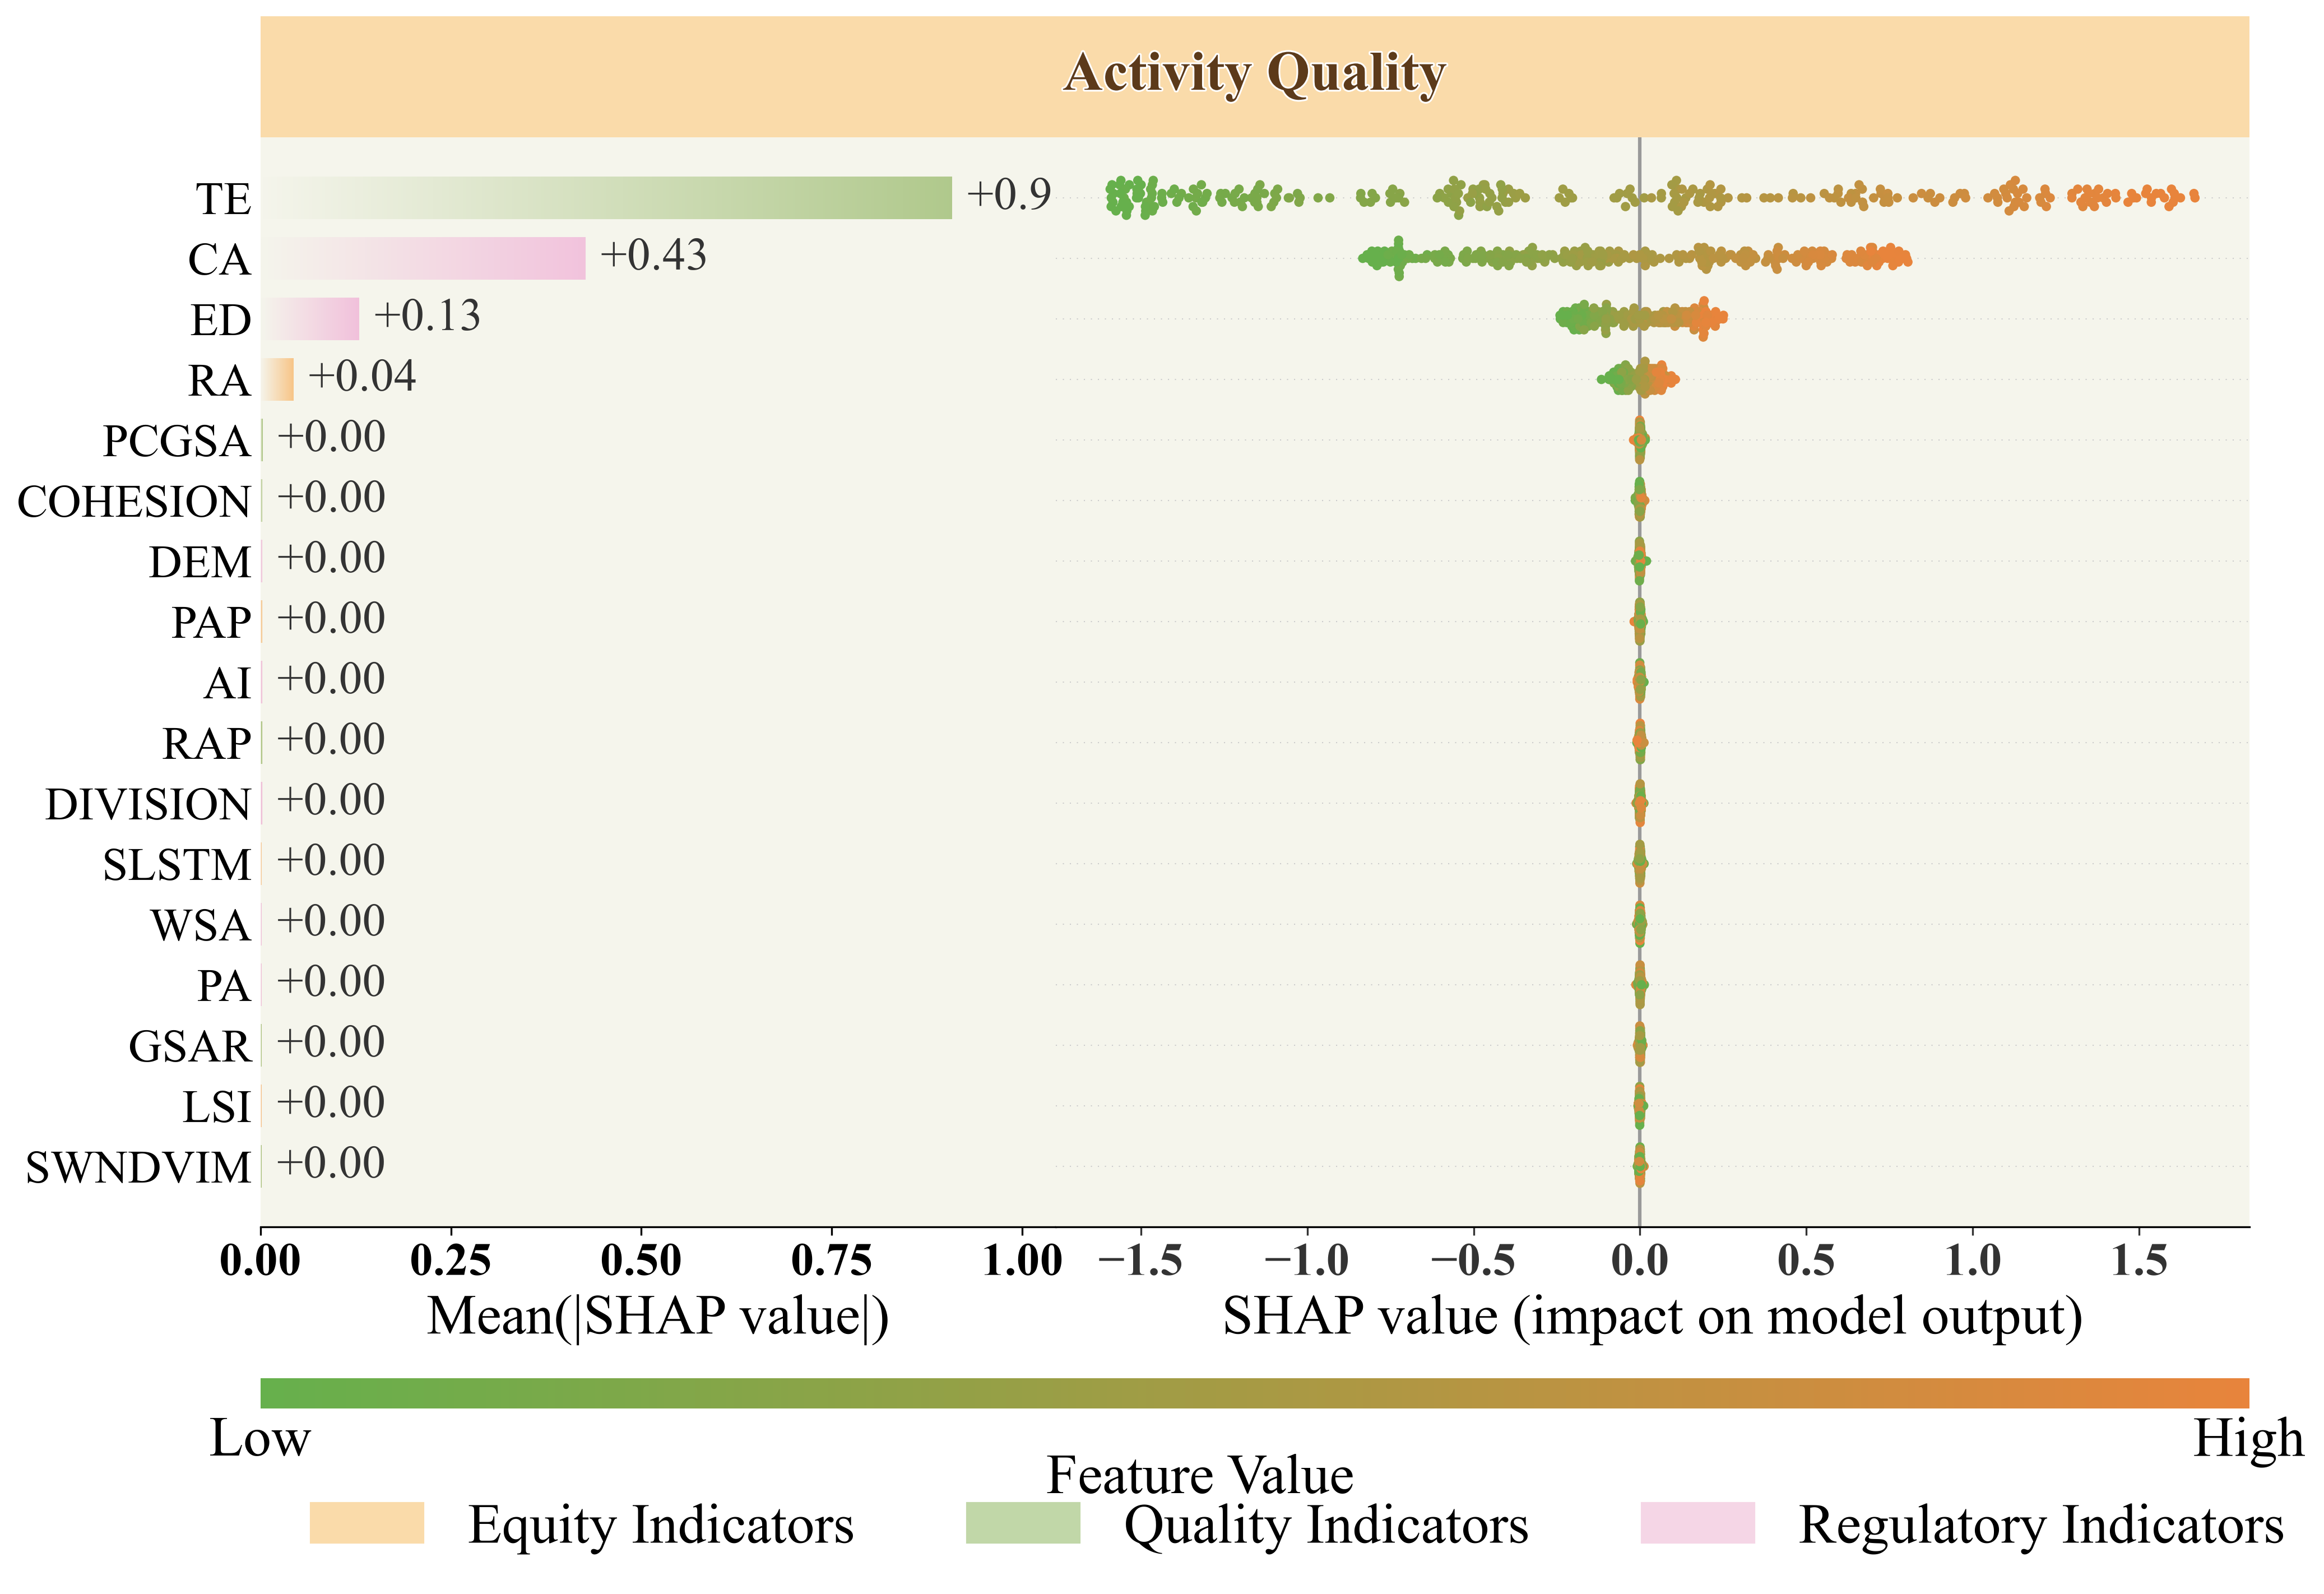 Activity Quality
TE +0.9
CA +0.43
ED +0.13
RA +0.04
PCGSA +0.00
COHESION +0.00
DEM +0.00
PAP +0.00
AI +0.00
RAP +0.00
DIVISION +0.00
SLSTM +0.00
WSA +0.00
PA +0.00
GSAR +0.00
LSI +0.00
SWNDVIM +0.00
0.00 0.25 0.50 0.75 1.00 −1.5 −1.0 −0.5 0.0 0.5 1.0 1.5
Mean(|SHAP value|) SHAP value (impact on model output)
Low High
Feature Value
Equity Indicators Quality Indicators Regulatory Indicators